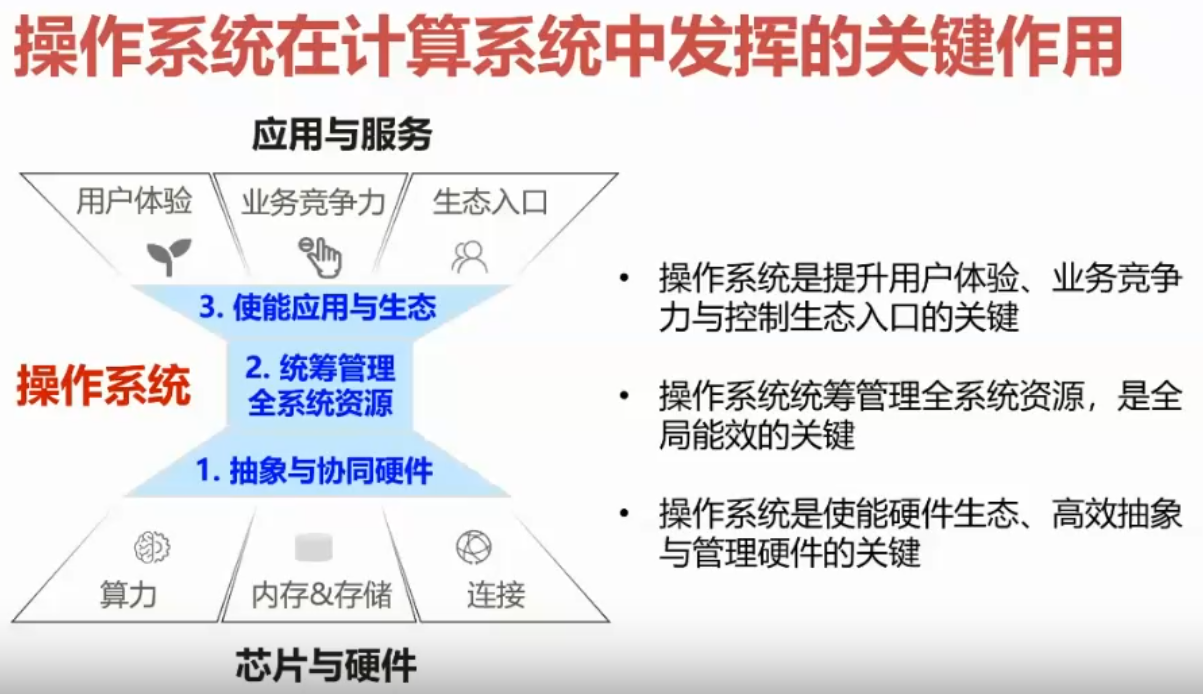 操作系统在计算系统中发挥的关键作用
应用与服务
用户体验
业务竞争力
生态入口
3. 使能应用与生态
操作系统
2. 统筹管理
全系统资源
1. 抽象与协同硬件
算力
内存&存储
连接
芯片与硬件
• 操作系统是提升用户体验、业务竞争
力与控制生态入口的关键
• 操作系统统筹管理全系统资源，是全
局能效的关键
• 操作系统是使能硬件生态、高效抽象
与管理硬件的关键